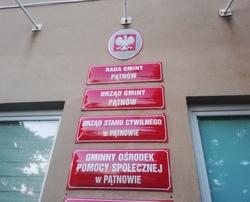 RADA GMINY
PĄTNÓW
URZĄD GMINY
PĄTNÓW
URZĄD STANU CYWILNEGO
w PĄTNOWIE
GMINNY OŚRODEK
POMOCY SPOŁECZNEJ
w PĄTNOWIE